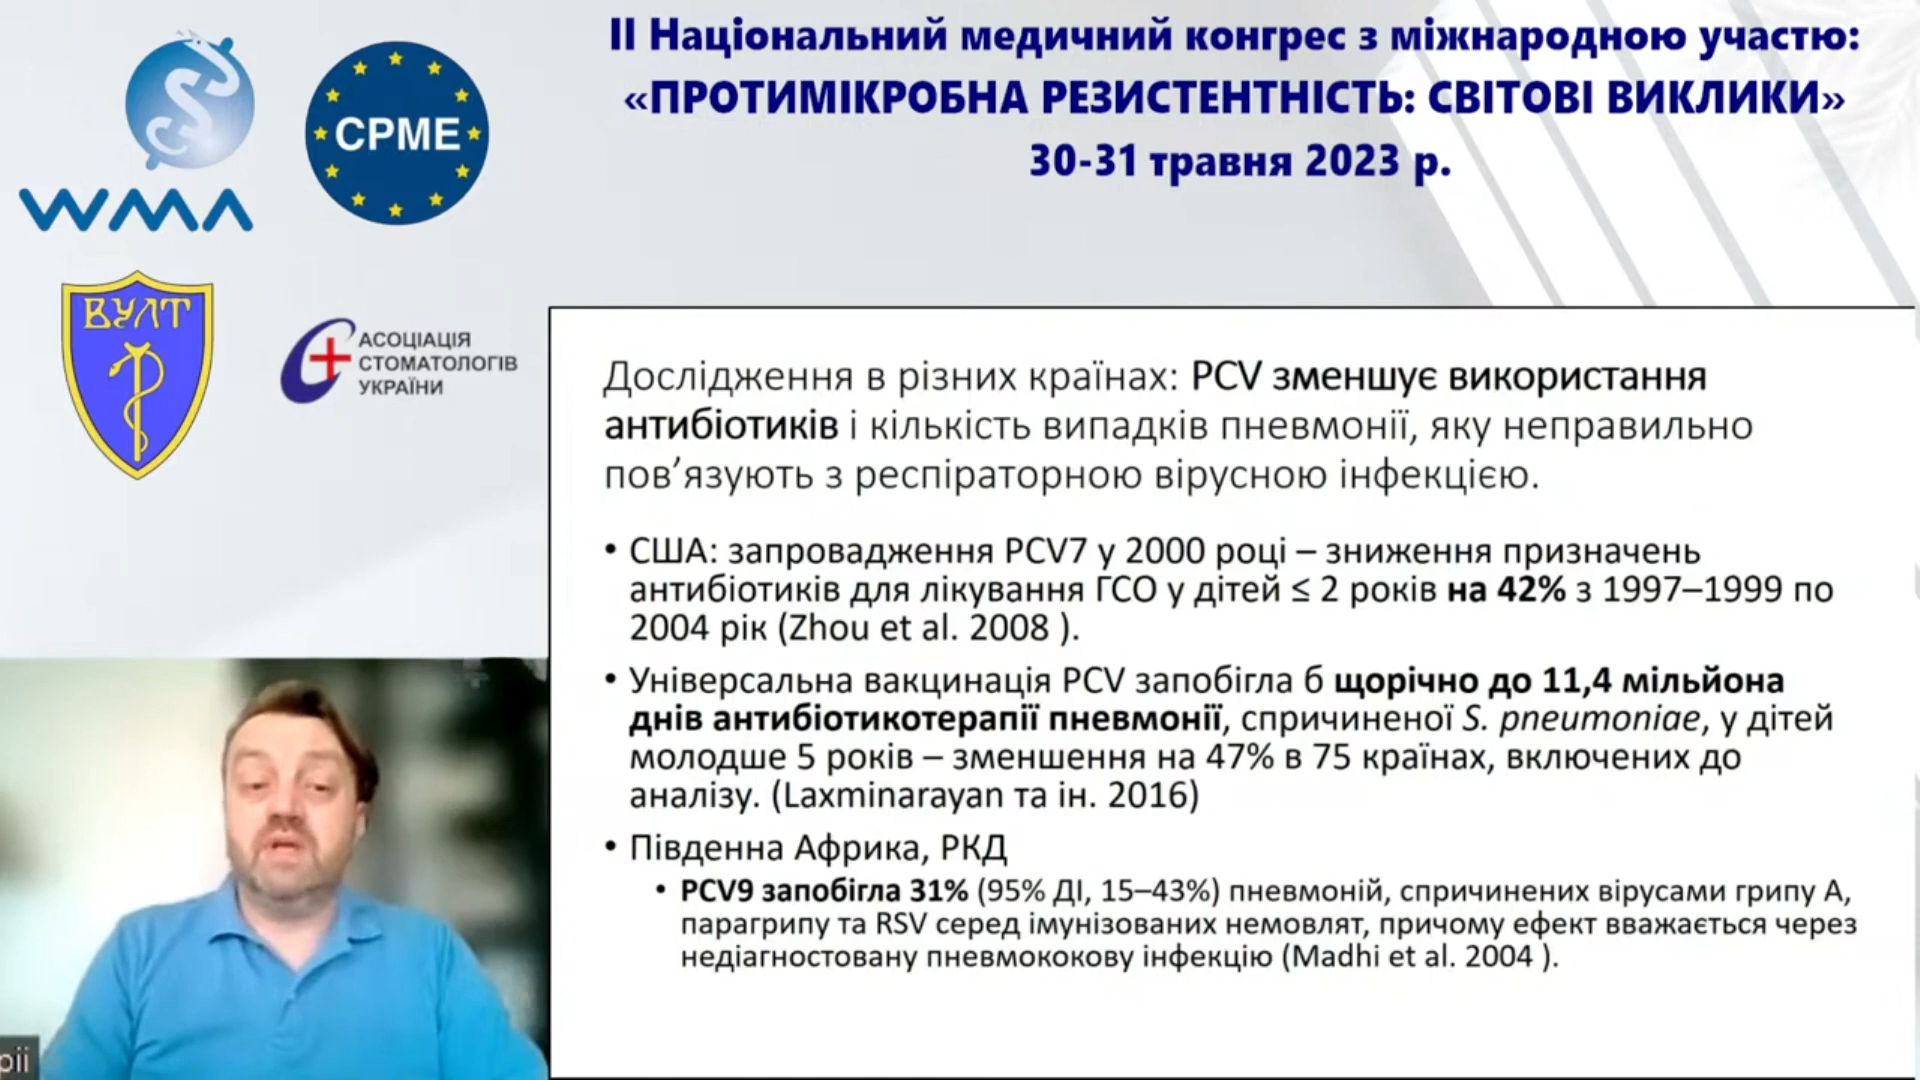 ІІ Національний медичний конгрес з міжнародною участю:
«ПРОТИМІКРОБНА РЕЗИСТЕНТНІСТЬ: СВІТОВІ ВИКЛИКИ»
30-31 травня 2023 р.
WMA
CPME
ВУЛТ
АСОЦІАЦІЯ
СТОМАТОЛОГІВ
УКРАЇНИ
Дослідження в різних країнах: PCV зменшує використання
антибіотиків і кількість випадків пневмонії, яку неправильно
пов’язують з респіраторною вірусною інфекцією.
• США: запровадження PCV7 у 2000 році – зниження призначень
антибіотиків для лікування ГСО у дітей ≤ 2 років на 42% з 1997–1999 по
2004 рік (Zhou et al. 2008 ).
• Універсальна вакцинація PCV запобігла б щорічно до 11,4 мільйона
днів антибіотикотерапії пневмонії, спричиненої S. pneumoniae, у дітей
молодше 5 років – зменшення на 47% в 75 країнах, включених до
аналізу. (Laxminarayan та ін. 2016)
• Південна Африка, РКД
• PCV9 запобігла 31% (95% ДІ, 15–43%) пневмоній, спричинених вірусами грипу А,
парагрипу та RSV серед імунізованих немовлят, причому ефект вважається через
недіагностовану пневмококову інфекцію (Madhi et al. 2004 ).
рії